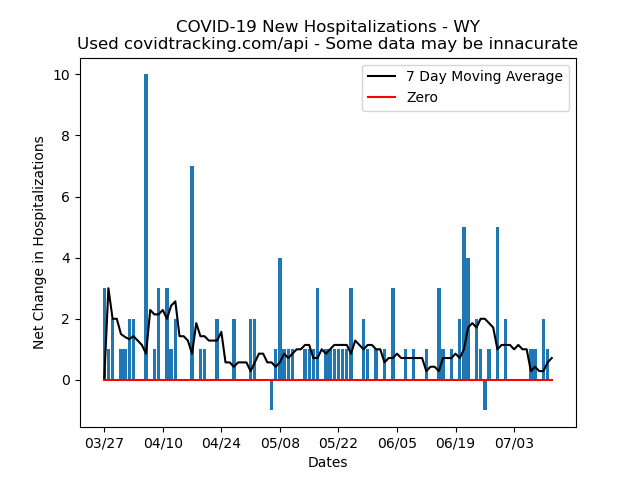 COVID-19 New Hospitalizations - WY
Used covidtracking.com/api - Some data may be innacurate
7 Day Moving Average
Zero
Net Change in Hospitalizations
10
8
6
4
2
0
-1
03/27 04/10 04/24 05/08 05/22 06/05 06/19 07/03
Dates